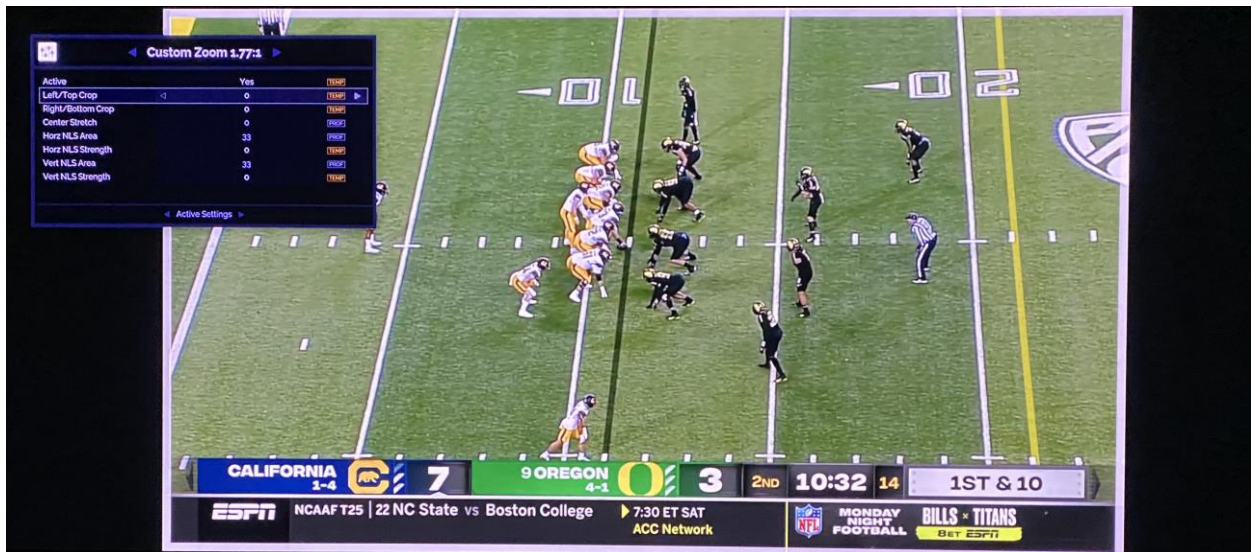 Custom Zoom 1.77:1
Active Yes TEMP
Left/Top Crop 0 TEMP
Right/Bottom Crop 0 TEMP
Center Stretch 0 PROF
Horz NLS Area 33 PROF
Horz NLS Strength 0 TEMP
Vert NLS Area 33 PROF
Vert NLS Strength 0 TEMP
Active Settings
10
20
CALIFORNIA
1-4
C
7
9 OREGON
4-1
O
3
2ND
10:32
14
1ST & 10
ESPN
NCAAF T25 | 22 NC State vs Boston College
7:30 ET SAT
ACC Network
NFL
MONDAY
NIGHT
FOOTBALL
BILLS × TITANS
BET ESPN